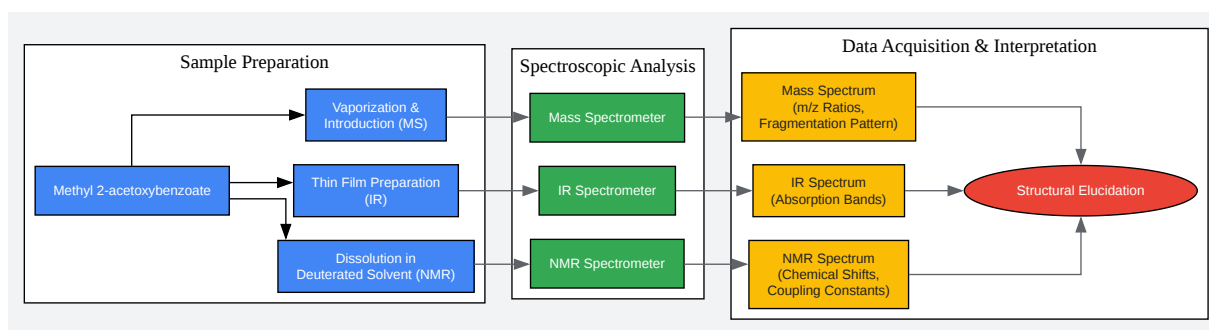 Sample Preparation
Vaporization &
Introduction (MS)
Methyl 2-acetoxybenzoate
Thin Film Preparation
(IR)
Dissolution in
Deuterated Solvent (NMR)
Spectroscopic Analysis
Mass Spectrometer
IR Spectrometer
NMR Spectrometer
Data Acquisition & Interpretation
Mass Spectrum
(m/z Ratios,
Fragmentation Pattern)
IR Spectrum
(Absorption Bands)
NMR Spectrum
(Chemical Shifts,
Coupling Constants)
Structural Elucidation